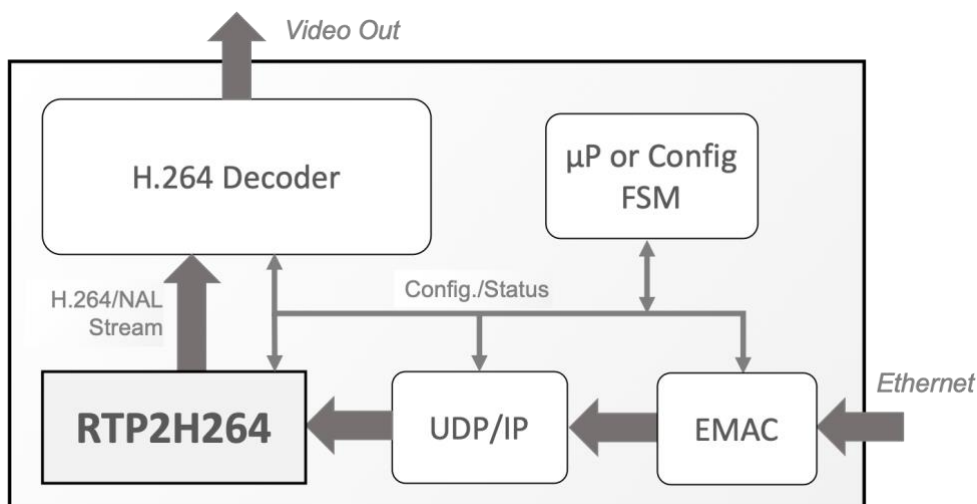 Video Out
H.264 Decoder
µP or Config
FSM
H.264/NAL
Stream
Config./Status
Ethernet
RTP2H264
UDP/IP
EMAC